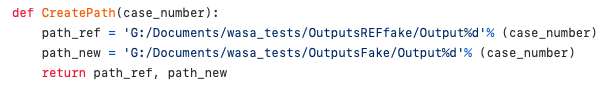 def CreatePath(case_number):
    path_ref = 'G:/Documents/wasa_tests/OutputsREFfake/Output%d'% (case_number)
    path_new = 'G:/Documents/wasa_tests/OutputsFake/Output%d'% (case_number)
    return path_ref, path_new